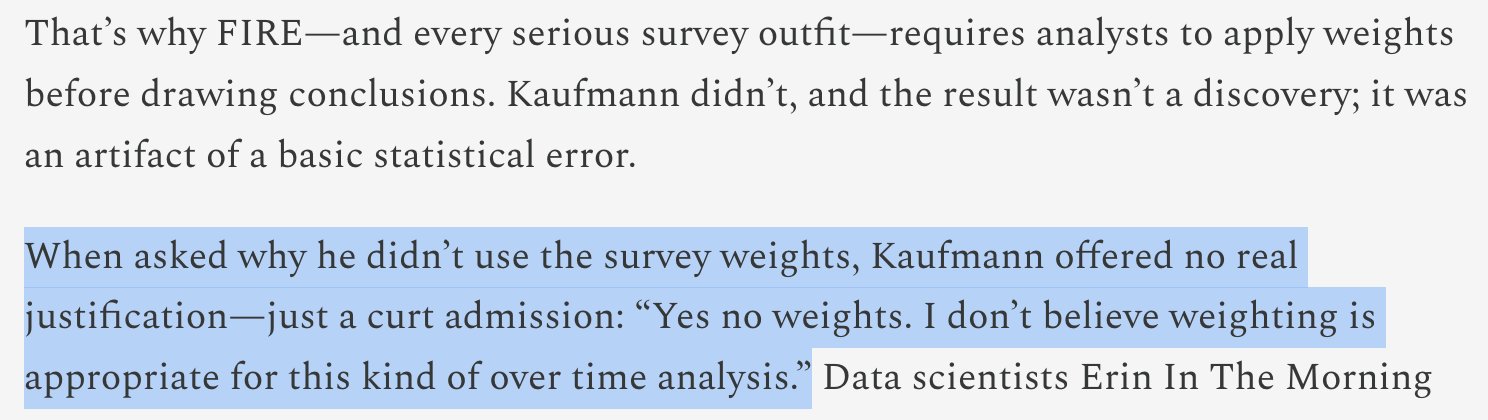 That’s why FIRE—and every serious survey outfit—requires analysts to apply weights
before drawing conclusions. Kaufmann didn’t, and the result wasn’t a discovery; it was
an artifact of a basic statistical error.
When asked why he didn’t use the survey weights, Kaufmann offered no real
justification—just a curt admission: “Yes no weights. I don’t believe weighting is
appropriate for this kind of over time analysis.” Data scientists Erin In The Morning